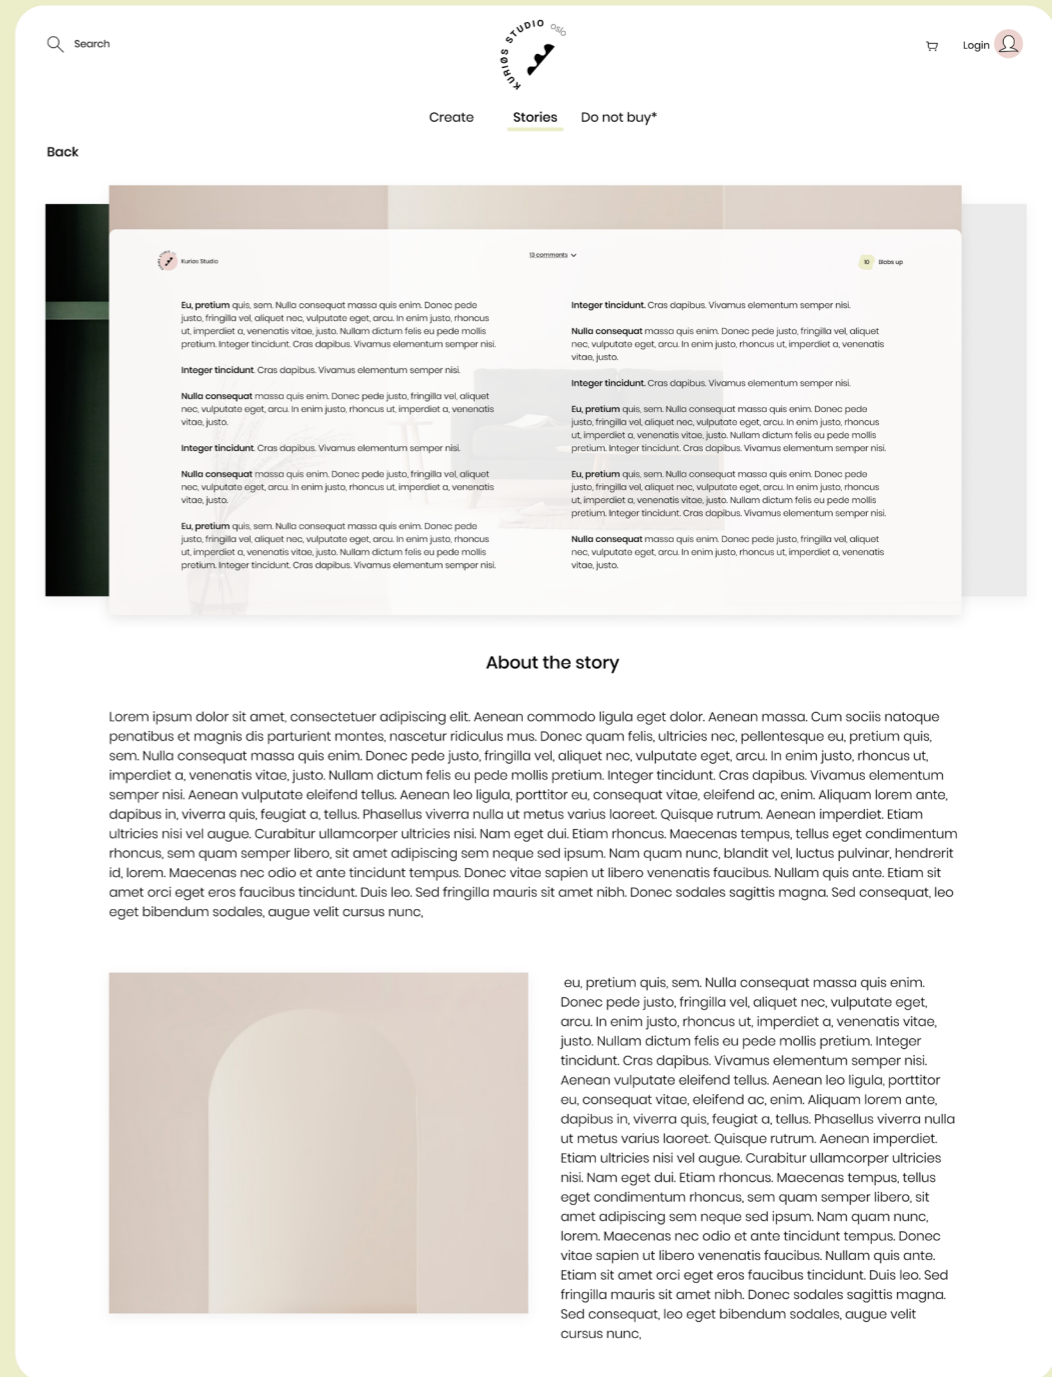 Search
KURIØS STUDIO oslo
Login
Create
Stories
Do not buy*
Back
Kuriøs Studio
13 comments
10
Blobs up
Eu, pretium quis, sem. Nulla consequat massa quis enim. Donec pede
justo, fringilla vel, aliquet nec, vulputate eget, arcu. In enim justo, rhoncus
ut, imperdiet a, venenatis vitae, justo. Nullam dictum felis eu pede mollis
pretium. Integer tincidunt. Cras dapibus. Vivamus elementum semper nisi.
Integer tincidunt. Cras dapibus. Vivamus elementum semper nisi.
Nulla consequat massa quis enim. Donec pede justo, fringilla vel, aliquet
nec, vulputate eget, arcu. In enim justo, rhoncus ut, imperdiet a, venenatis
vitae, justo.
Integer tincidunt. Cras dapibus. Vivamus elementum semper nisi.
Nulla consequat massa quis enim. Donec pede justo, fringilla vel, aliquet
nec, vulputate eget, arcu. In enim justo, rhoncus ut, imperdiet a, venenatis
vitae, justo.
Eu, pretium quis, sem. Nulla consequat massa quis enim. Donec pede
justo, fringilla vel, aliquet nec, vulputate eget, arcu. In enim justo, rhoncus
ut, imperdiet a, venenatis vitae, justo. Nullam dictum felis eu pede mollis
pretium. Integer tincidunt. Cras dapibus. Vivamus elementum semper nisi.
Integer tincidunt. Cras dapibus. Vivamus elementum semper nisi.
Nulla consequat massa quis enim. Donec pede justo, fringilla vel, aliquet
nec, vulputate eget, arcu. In enim justo, rhoncus ut, imperdiet a, venenatis
vitae, justo.
Integer tincidunt. Cras dapibus. Vivamus elementum semper nisi.
Eu, pretium quis, sem. Nulla consequat massa quis enim. Donec pede
justo, fringilla vel, aliquet nec, vulputate eget, arcu. In enim justo, rhoncus
ut, imperdiet a, venenatis vitae, justo. Nullam dictum felis eu pede mollis
pretium. Integer tincidunt. Cras dapibus. Vivamus elementum semper nisi.
Eu, pretium quis, sem. Nulla consequat massa quis enim. Donec pede
justo, fringilla vel, aliquet nec, vulputate eget, arcu. In enim justo, rhoncus
ut, imperdiet a, venenatis vitae, justo. Nullam dictum felis eu pede mollis
pretium. Integer tincidunt. Cras dapibus. Vivamus elementum semper nisi.
Nulla consequat massa quis enim. Donec pede justo, fringilla vel, aliquet
nec, vulputate eget, arcu. In enim justo, rhoncus ut, imperdiet a, venenatis
vitae, justo.
About the story
Lorem ipsum dolor sit amet, consectetuer adipiscing elit. Aenean commodo ligula eget dolor. Aenean massa. Cum sociis natoque
penatibus et magnis dis parturient montes, nascetur ridiculus mus. Donec quam felis, ultricies nec, pellentesque eu, pretium quis,
sem. Nulla consequat massa quis enim. Donec pede justo, fringilla vel, aliquet nec, vulputate eget, arcu. In enim justo, rhoncus ut,
imperdiet a, venenatis vitae, justo. Nullam dictum felis eu pede mollis pretium. Integer tincidunt. Cras dapibus. Vivamus elementum
semper nisi. Aenean vulputate eleifend tellus. Aenean leo ligula, porttitor eu, consequat vitae, eleifend ac, enim. Aliquam lorem ante,
dapibus in, viverra quis, feugiat a, tellus. Phasellus viverra nulla ut metus varius laoreet. Quisque rutrum. Aenean imperdiet. Etiam
ultricies nisi vel augue. Curabitur ullamcorper ultricies nisi. Nam eget dui. Etiam rhoncus. Maecenas tempus, tellus eget condimentum
rhoncus, sem quam semper libero, sit amet adipiscing sem neque sed ipsum. Nam quam nunc, blandit vel, luctus pulvinar, hendrerit
id, lorem. Maecenas nec odio et ante tincidunt tempus. Donec vitae sapien ut libero venenatis faucibus. Nullam quis ante. Etiam sit
amet orci eget eros faucibus tincidunt. Duis leo. Sed fringilla mauris sit amet nibh. Donec sodales sagittis magna. Sed consequat, leo
eget bibendum sodales, augue velit cursus nunc,
eu, pretium quis, sem. Nulla consequat massa quis enim.
Donec pede justo, fringilla vel, aliquet nec, vulputate eget,
arcu. In enim justo, rhoncus ut, imperdiet a, venenatis vitae,
justo. Nullam dictum felis eu pede mollis pretium. Integer
tincidunt. Cras dapibus. Vivamus elementum semper nisi.
Aenean vulputate eleifend tellus. Aenean leo ligula, porttitor
eu, consequat vitae, eleifend ac, enim. Aliquam lorem ante,
dapibus in, viverra quis, feugiat a, tellus. Phasellus viverra nulla
ut metus varius laoreet. Quisque rutrum. Aenean imperdiet.
Etiam ultricies nisi vel augue. Curabitur ullamcorper ultricies
nisi. Nam eget dui. Etiam rhoncus. Maecenas tempus, tellus
eget condimentum rhoncus, sem quam semper libero, sit
amet adipiscing sem neque sed ipsum. Nam quam nunc,
lorem. Maecenas nec odio et ante tincidunt tempus. Donec
vitae sapien ut libero venenatis faucibus. Nullam quis ante.
Etiam sit amet orci eget eros faucibus tincidunt. Duis leo. Sed
fringilla mauris sit amet nibh. Donec sodales sagittis magna.
Sed consequat, leo eget bibendum sodales, augue velit
cursus nunc,